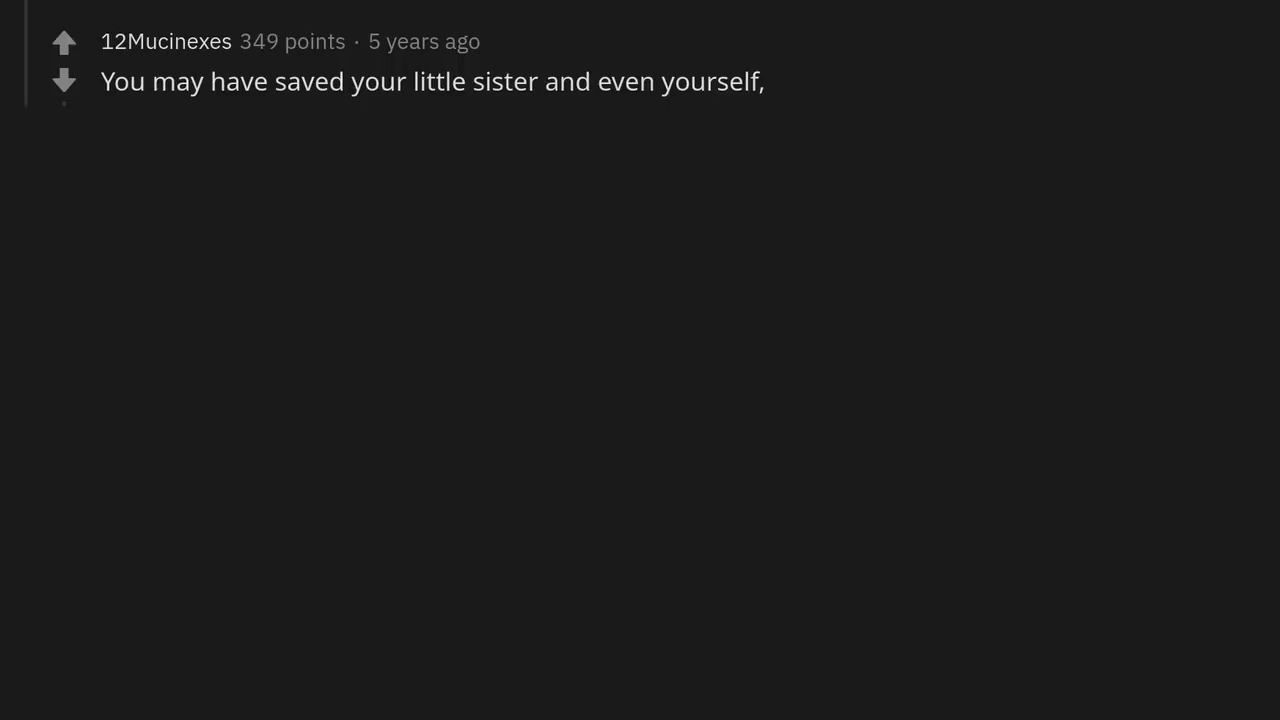 12Mucinexes 349 points · 5 years ago
You may have saved your little sister and even yourself,